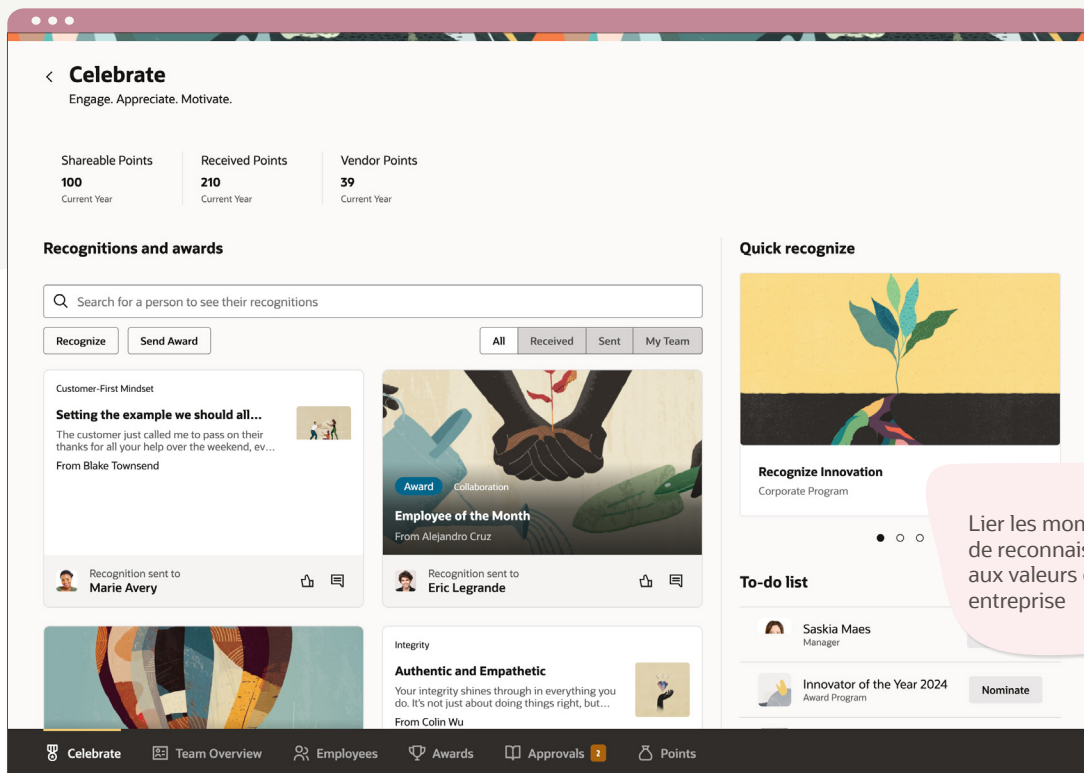 Celebrate
Engage. Appreciate. Motivate.
Shareable Points
100
Current Year
Received Points
210
Current Year
Vendor Points
39
Current Year
Recognitions and awards
Search for a person to see their recognitions
Recognize
Send Award
All
Received
Sent
My Team
Customer-First Mindset
Setting the example we should all...
The customer just called me to pass on their
thanks for all your help over the weekend, ev...
From Blake Townsend
Recognition sent to
Marie Avery
Award
Collaboration
Employee of the Month
From Alejandro Cruz
Recognition sent to
Eric Legrande
Integrity
Authentic and Empathetic
Your integrity shines through in everything you
do. It's not just about doing things right, but...
From Colin Wu
Quick recognize
Recognize Innovation
Corporate Program
Lier les
de
aux valeurs
entreprise
To-do list
Saskia Maes
Manager
Innovator of the Year 2024
Award Program
Nominate
Celebrate
Team Overview
Employees
Awards
Approvals 2
Points